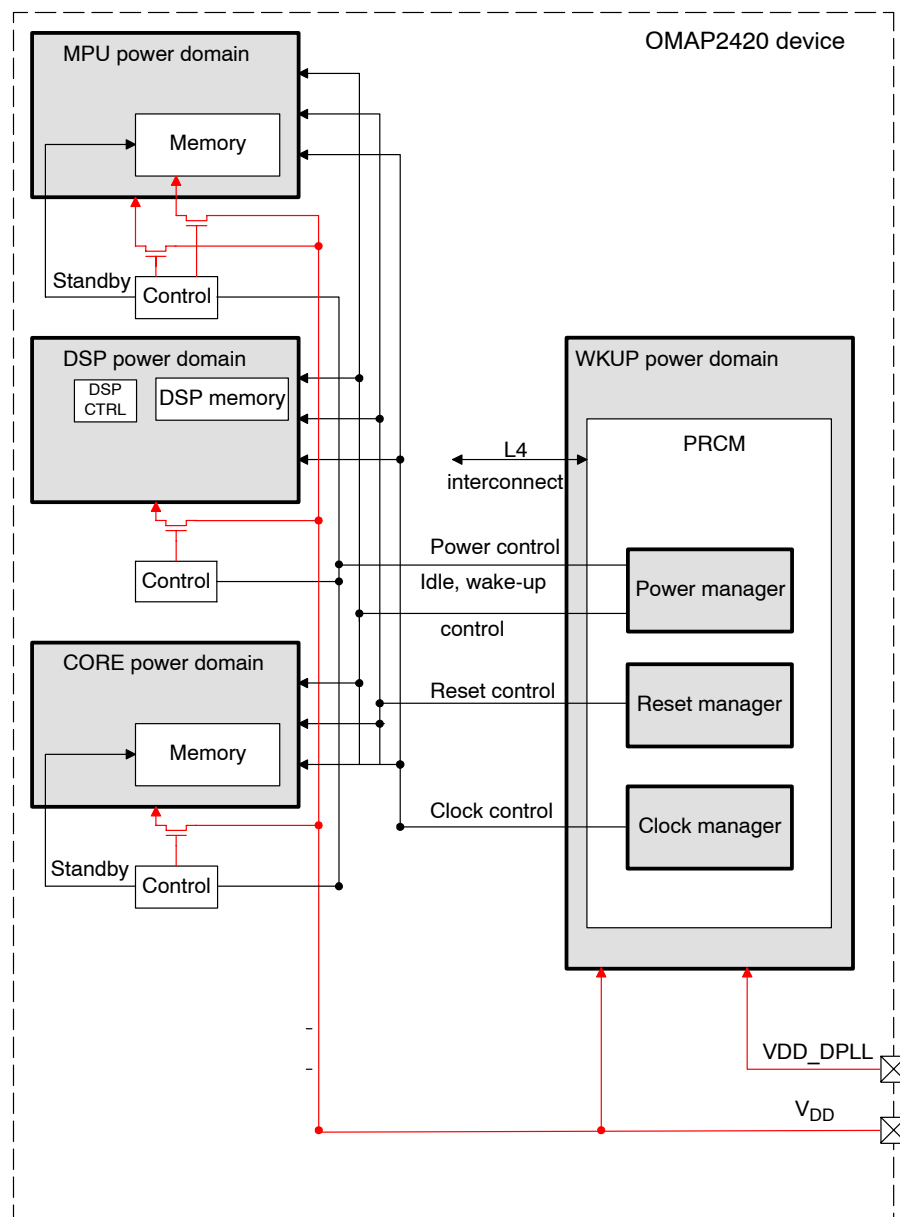 OMAP2420 device
MPU power domain
Memory
Standby
Control
DSP power domain
DSP
CTRL
DSP memory
Control
CORE power domain
Memory
Standby
Control
WKUP power domain
PRCM
L4
interconnect
Power control
Idle, wake-up
control
Power manager
Reset control
Reset manager
Clock control
Clock manager
VDD_DPLL
VDD